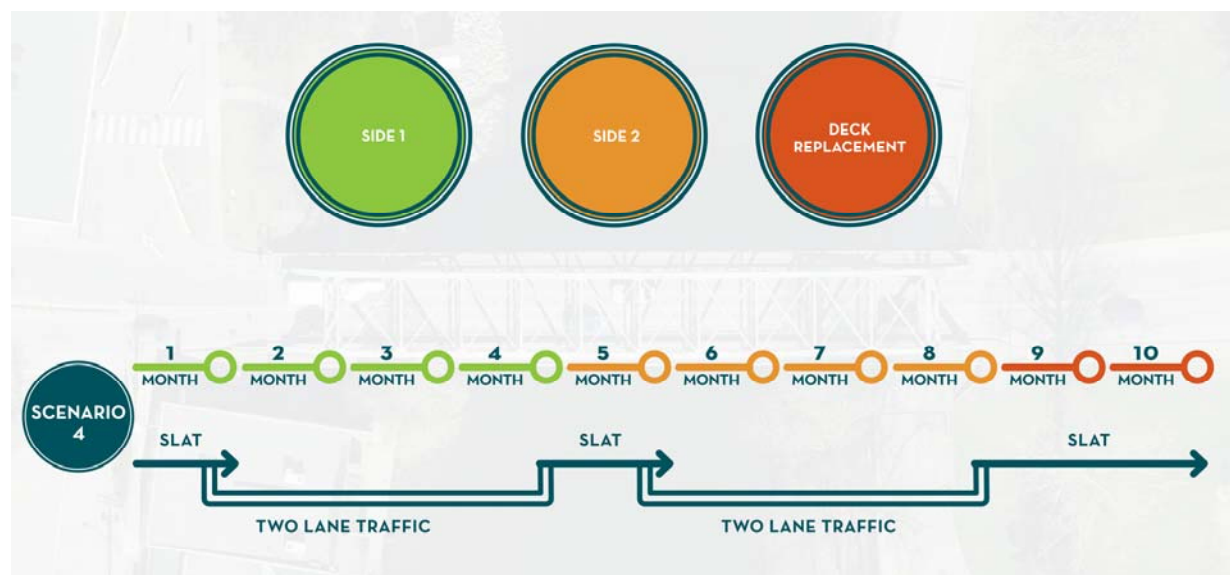 SIDE 1
SIDE 2
DECK
REPLACEMENT
1
2
3
4
5
6
7
8
9
10
MONTH
MONTH
MONTH
MONTH
MONTH
MONTH
MONTH
MONTH
MONTH
MONTH
SCENARIO
4
SLAT
SLAT
SLAT
TWO LANE TRAFFIC
TWO LANE TRAFFIC